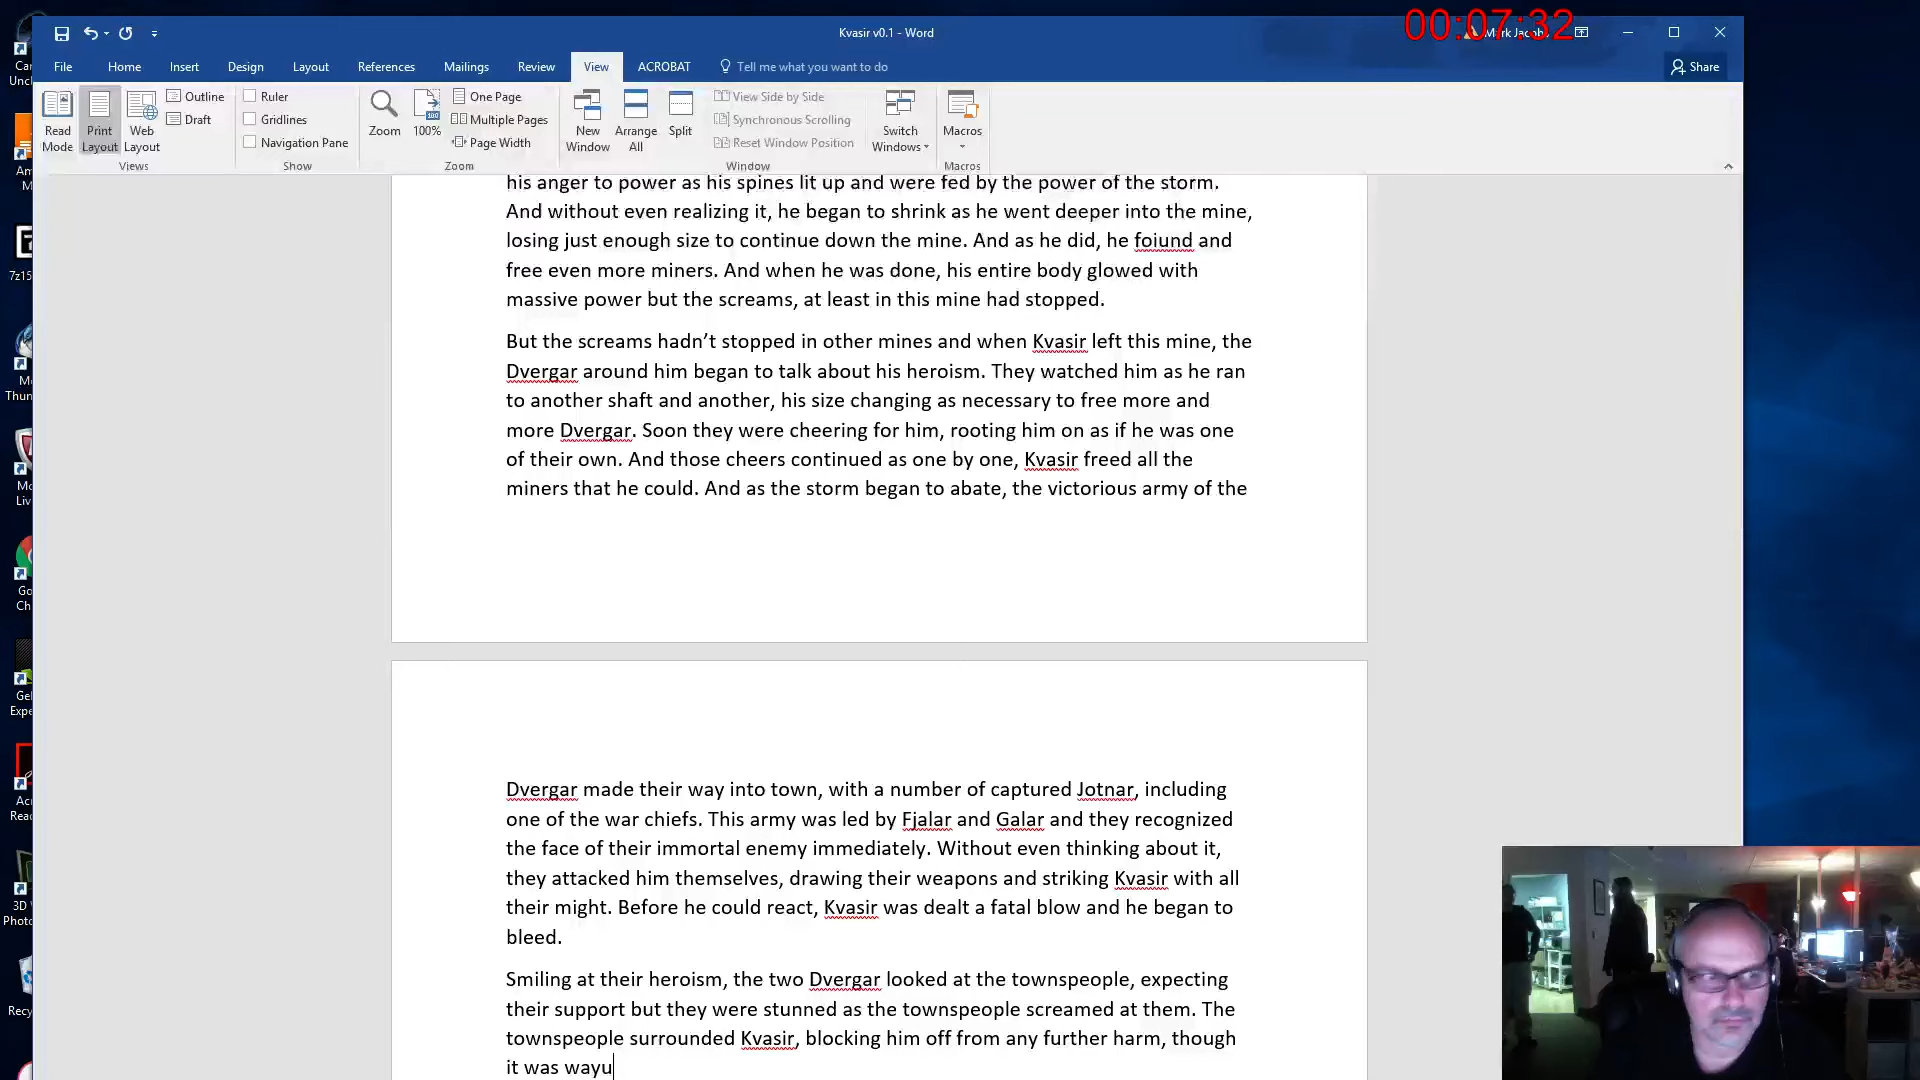 Kvasir v0.1 - Word
00:07:32
File Home Insert Design Layout References Mailings Review View ACROBAT Tell me what you want to do Share
Read Mode
Print Layout
Web Layout
Outline
Draft
Views
Ruler
Gridlines
Navigation Pane
Show
Zoom
100%
One Page
Multiple Pages
Page Width
Zoom
New Window
Arrange All
Split
View Side by Side
Synchronous Scrolling
Reset Window Position
Window
Switch Windows
Macros
Macros
his anger to power as his spines lit up and were fed by the power of the storm.
And without even realizing it, he began to shrink as he went deeper into the mine,
losing just enough size to continue down the mine. And as he did, he foiund and
free even more miners. And when he was done, his entire body glowed with
massive power but the screams, at least in this mine had stopped.
But the screams hadn’t stopped in other mines and when Kvasir left this mine, the
Dvergar around him began to talk about his heroism. They watched him as he ran
to another shaft and another, his size changing as necessary to free more and
more Dvergar. Soon they were cheering for him, rooting him on as if he was one
of their own. And those cheers continued as one by one, Kvasir freed all the
miners that he could. And as the storm began to abate, the victorious army of the
Dvergar made their way into town, with a number of captured Jotnar, including
one of the war chiefs. This army was led by Fjalar and Galar and they recognized
the face of their immortal enemy immediately. Without even thinking about it,
they attacked him themselves, drawing their weapons and striking Kvasir with all
their might. Before he could react, Kvasir was dealt a fatal blow and he began to
bleed.
Smiling at their heroism, the two Dvergar looked at the townspeople, expecting
their support but they were stunned as the townspeople screamed at them. The
townspeople surrounded Kvasir, blocking him off from any further harm, though
it was wayu